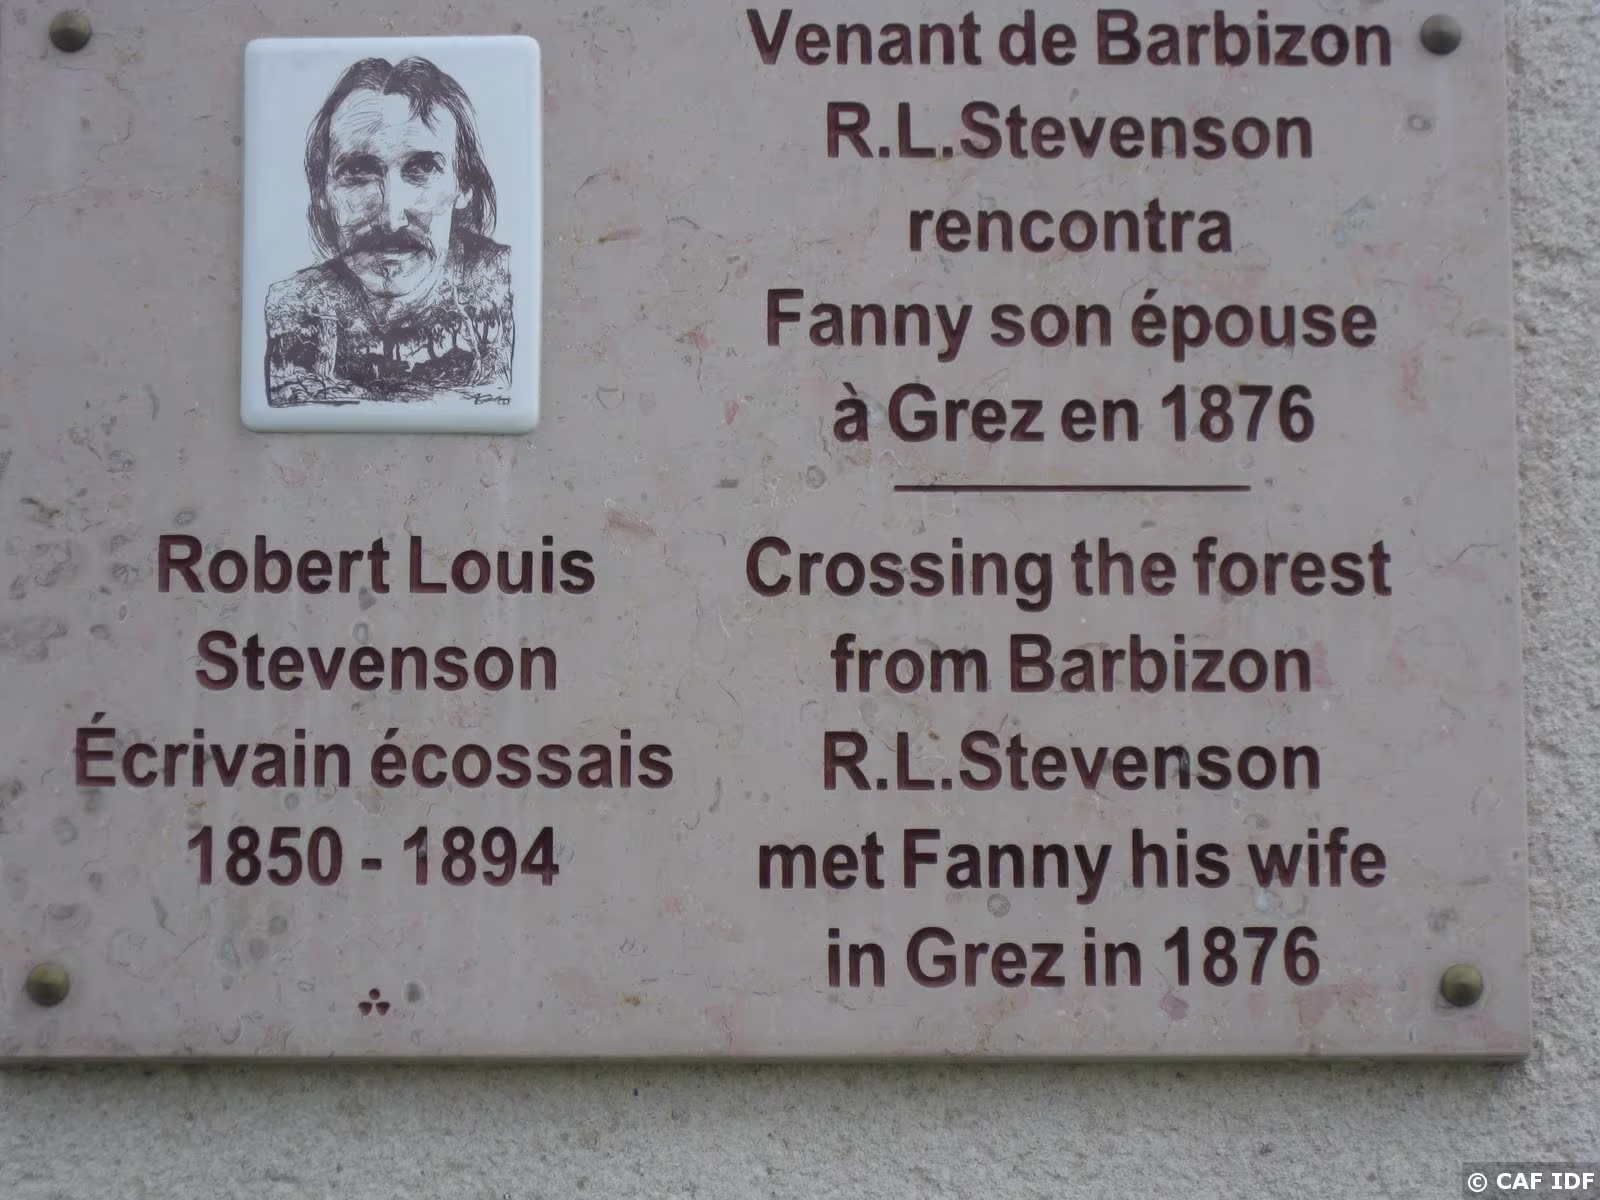 Robert Louis
Stevenson
Écrivain écossais
1850 - 1894
Venant de Barbizon
R.L.Stevenson
rencontra
Fanny son épouse
à Grez en 1876
Crossing the forest
from Barbizon
R.L.Stevenson
met Fanny his wife
in Grez in 1876
© CAF IDF